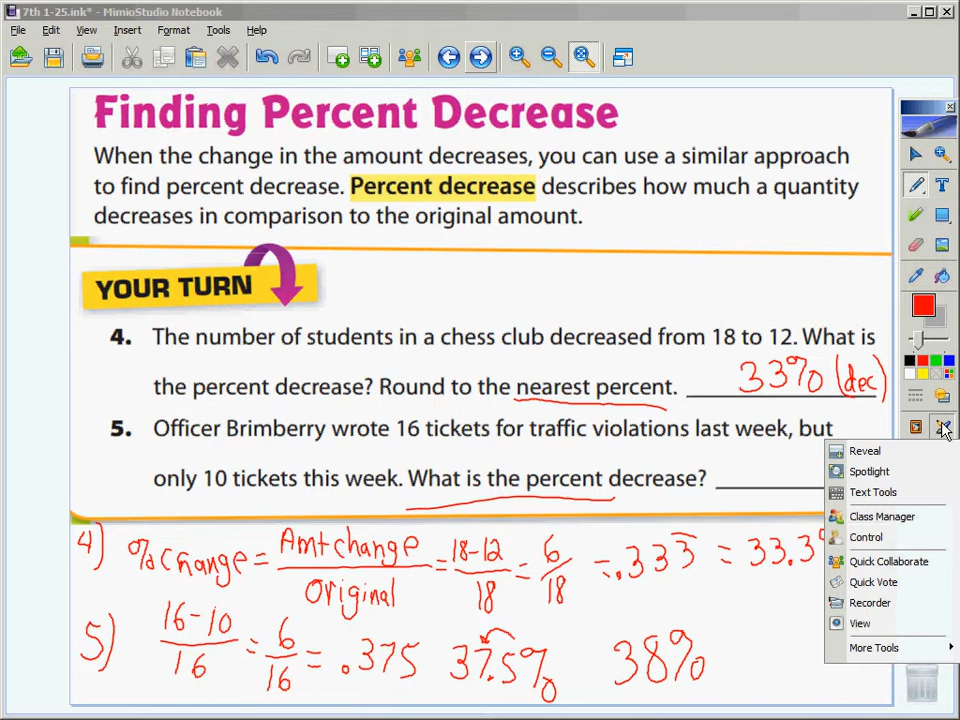 7th 1-25.ink* - MimioStudio Notebook
File Edit View Insert Format Tools Help
Finding Percent Decrease
When the change in the amount decreases, you can use a similar approach
to find percent decrease. Percent decrease describes how much a quantity
decreases in comparison to the original amount.
YOUR TURN
4. The number of students in a chess club decreased from 18 to 12. What is
the percent decrease? Round to the nearest percent. 33% (dec)
5. Officer Brimberry wrote 16 tickets for traffic violations last week, but
only 10 tickets this week. What is the percent decrease?
4) % Change = Amt change / Original = 18-12 / 18 = 6/18 = .333 = 33.3%
5) 16-10 / 16 = 6/16 = .375 37.5% 38%
T
Reveal
Spotlight
Text Tools
Class Manager
Control
Quick Collaborate
Quick Vote
Recorder
View
More Tools